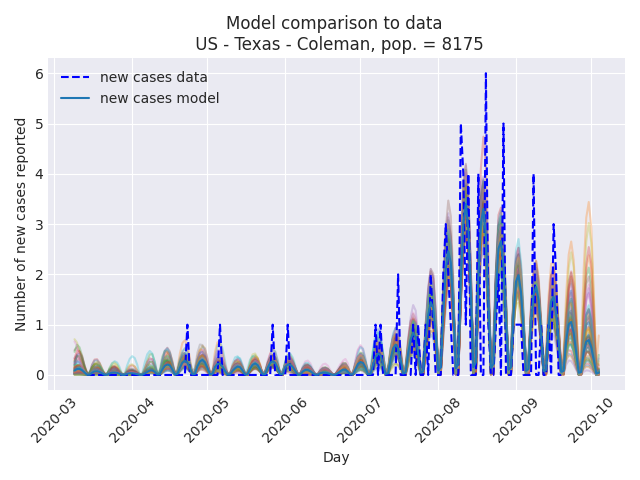 Model comparison to data
US - Texas - Coleman, pop. = 8175
new cases data
new cases model
Number of new cases reported
6
5
4
3
2
1
0
2020-03
2020-04
2020-05
2020-06
2020-07
2020-08
2020-09
2020-10
Day